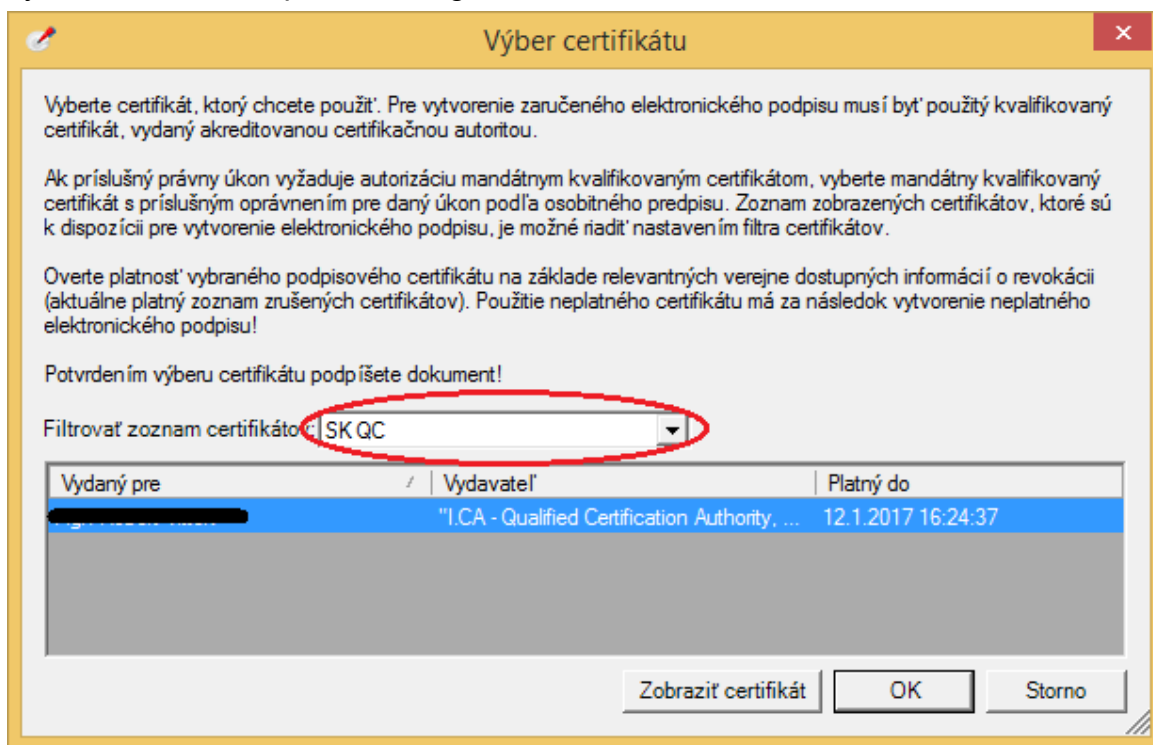 Výber certifikátu
Vyberte certifikát, ktorý chcete použiť. Pre vytvorenie zaručeného elektronického podpisu musí byť použitý kvalifikovaný
certifikát, vydaný akreditovanou certifikačnou autoritou.
Ak príslušný právny úkon vyžaduje autorizáciu mandátnym kvalifikovaným certifikátom, vyberte mandátny kvalifikovaný
certifikát s príslušným oprávnením pre daný úkon podľa osobitného predpisu. Zoznam zobrazených certifikátov, ktoré sú
k dispozícii pre vytvorenie elektronického podpisu, je možné riadiť nastavením filtra certifikátov.
Overte platnosť vybraného podpisového certifikátu na základe relevantných verejne dostupných informácií o revokácii
(aktuálne platný zoznam zrušených certifikátov). Použitie neplatného certifikátu má za následok vytvorenie neplatného
elektronického podpisu!
Potvrdením výberu certifikátu podpíšete dokument!
Filtrovať zoznam certifikátov: SK QC
Vydaný pre Vydavateľ Platný do
"I.CA - Qualified Certification Authority, ... 12.1.2017 16:24:37
Zobraziť certifikát OK Storno